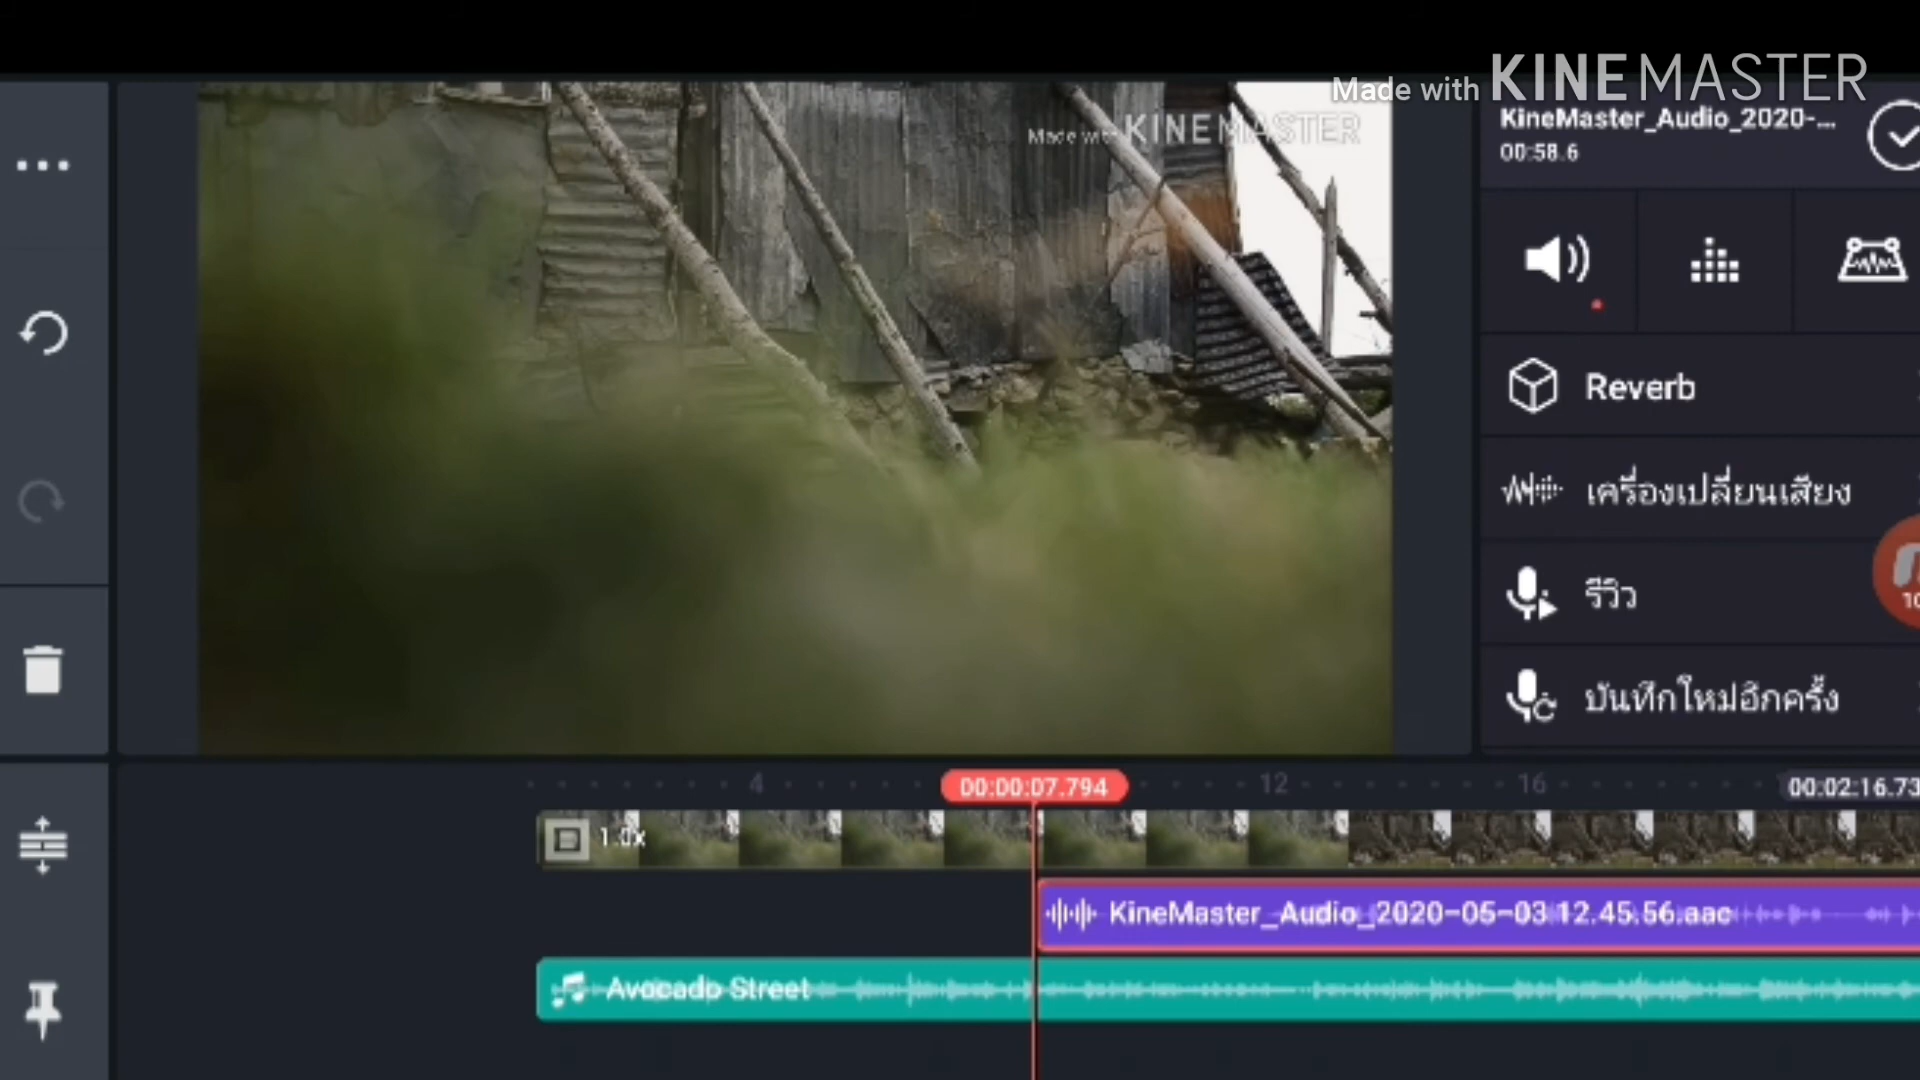 Made with KINEMASTER
Made with KINEMASTER
KineMaster_Audio_2020-...
00:58.6
Reverb
เครื่องเปลี่ยนเสียง
รีวิว
บันทึกใหม่อีกครั้ง
4
00:00:07.794
12
16
00:02:16.73
1.0x
KineMaster_Audio_2020-05-03 12.45.56.aac
Avocado Street